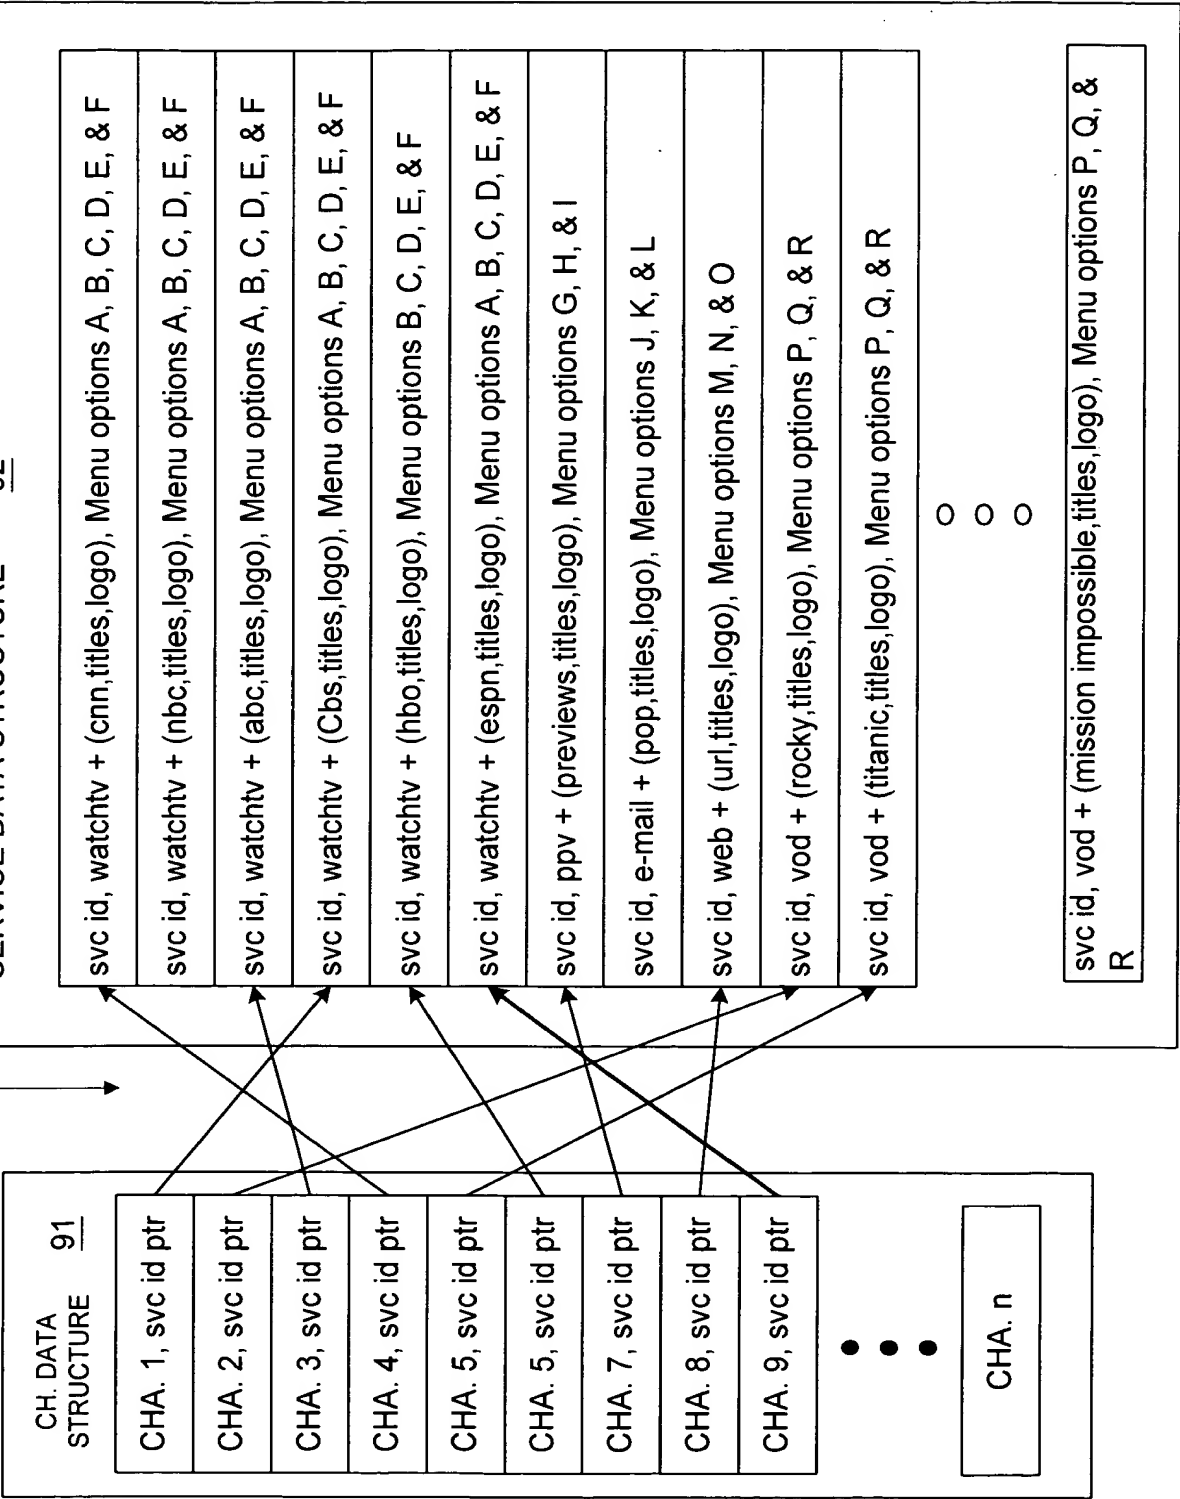 CH. DATA
STRUCTURE 91
CHA. 1, svc id ptr
CHA. 2, svc id ptr
CHA. 3, svc id ptr
CHA. 4, svc id ptr
CHA. 5, svc id ptr
CHA. 5, svc id ptr
CHA. 7, svc id ptr
CHA. 8, svc id ptr
CHA. 9, svc id ptr
CHA. n
SERVICE DATA STRUCTURE
svc id, watchtv + (cnn,titles,logo), Menu options A, B, C, D, E, & F
svc id, watchtv + (nbc,titles,logo), Menu options A, B, C, D, E, & F
svc id, watchtv + (abc,titles,logo), Menu options A, B, C, D, E, & F
svc id, watchtv + (Cbs,titles,logo), Menu options A, B, C, D, E, & F
svc id, watchtv + (hbo,titles,logo), Menu options B, C, D, E, & F
svc id, watchtv + (espn,titles,logo), Menu options A, B, C, D, E, & F
svc id, ppv + (previews,titles,logo), Menu options G, H, & I
svc id, e-mail + (pop,titles,logo), Menu options J, K, & L
svc id, web + (url,titles,logo), Menu options M, N, & O
svc id, vod + (rocky,titles,logo), Menu options P, Q, & R
svc id, vod + (titanic,titles,logo), Menu options P, Q, & R
svc id, vod + (mission impossible,titles,logo), Menu options P, Q, &
R